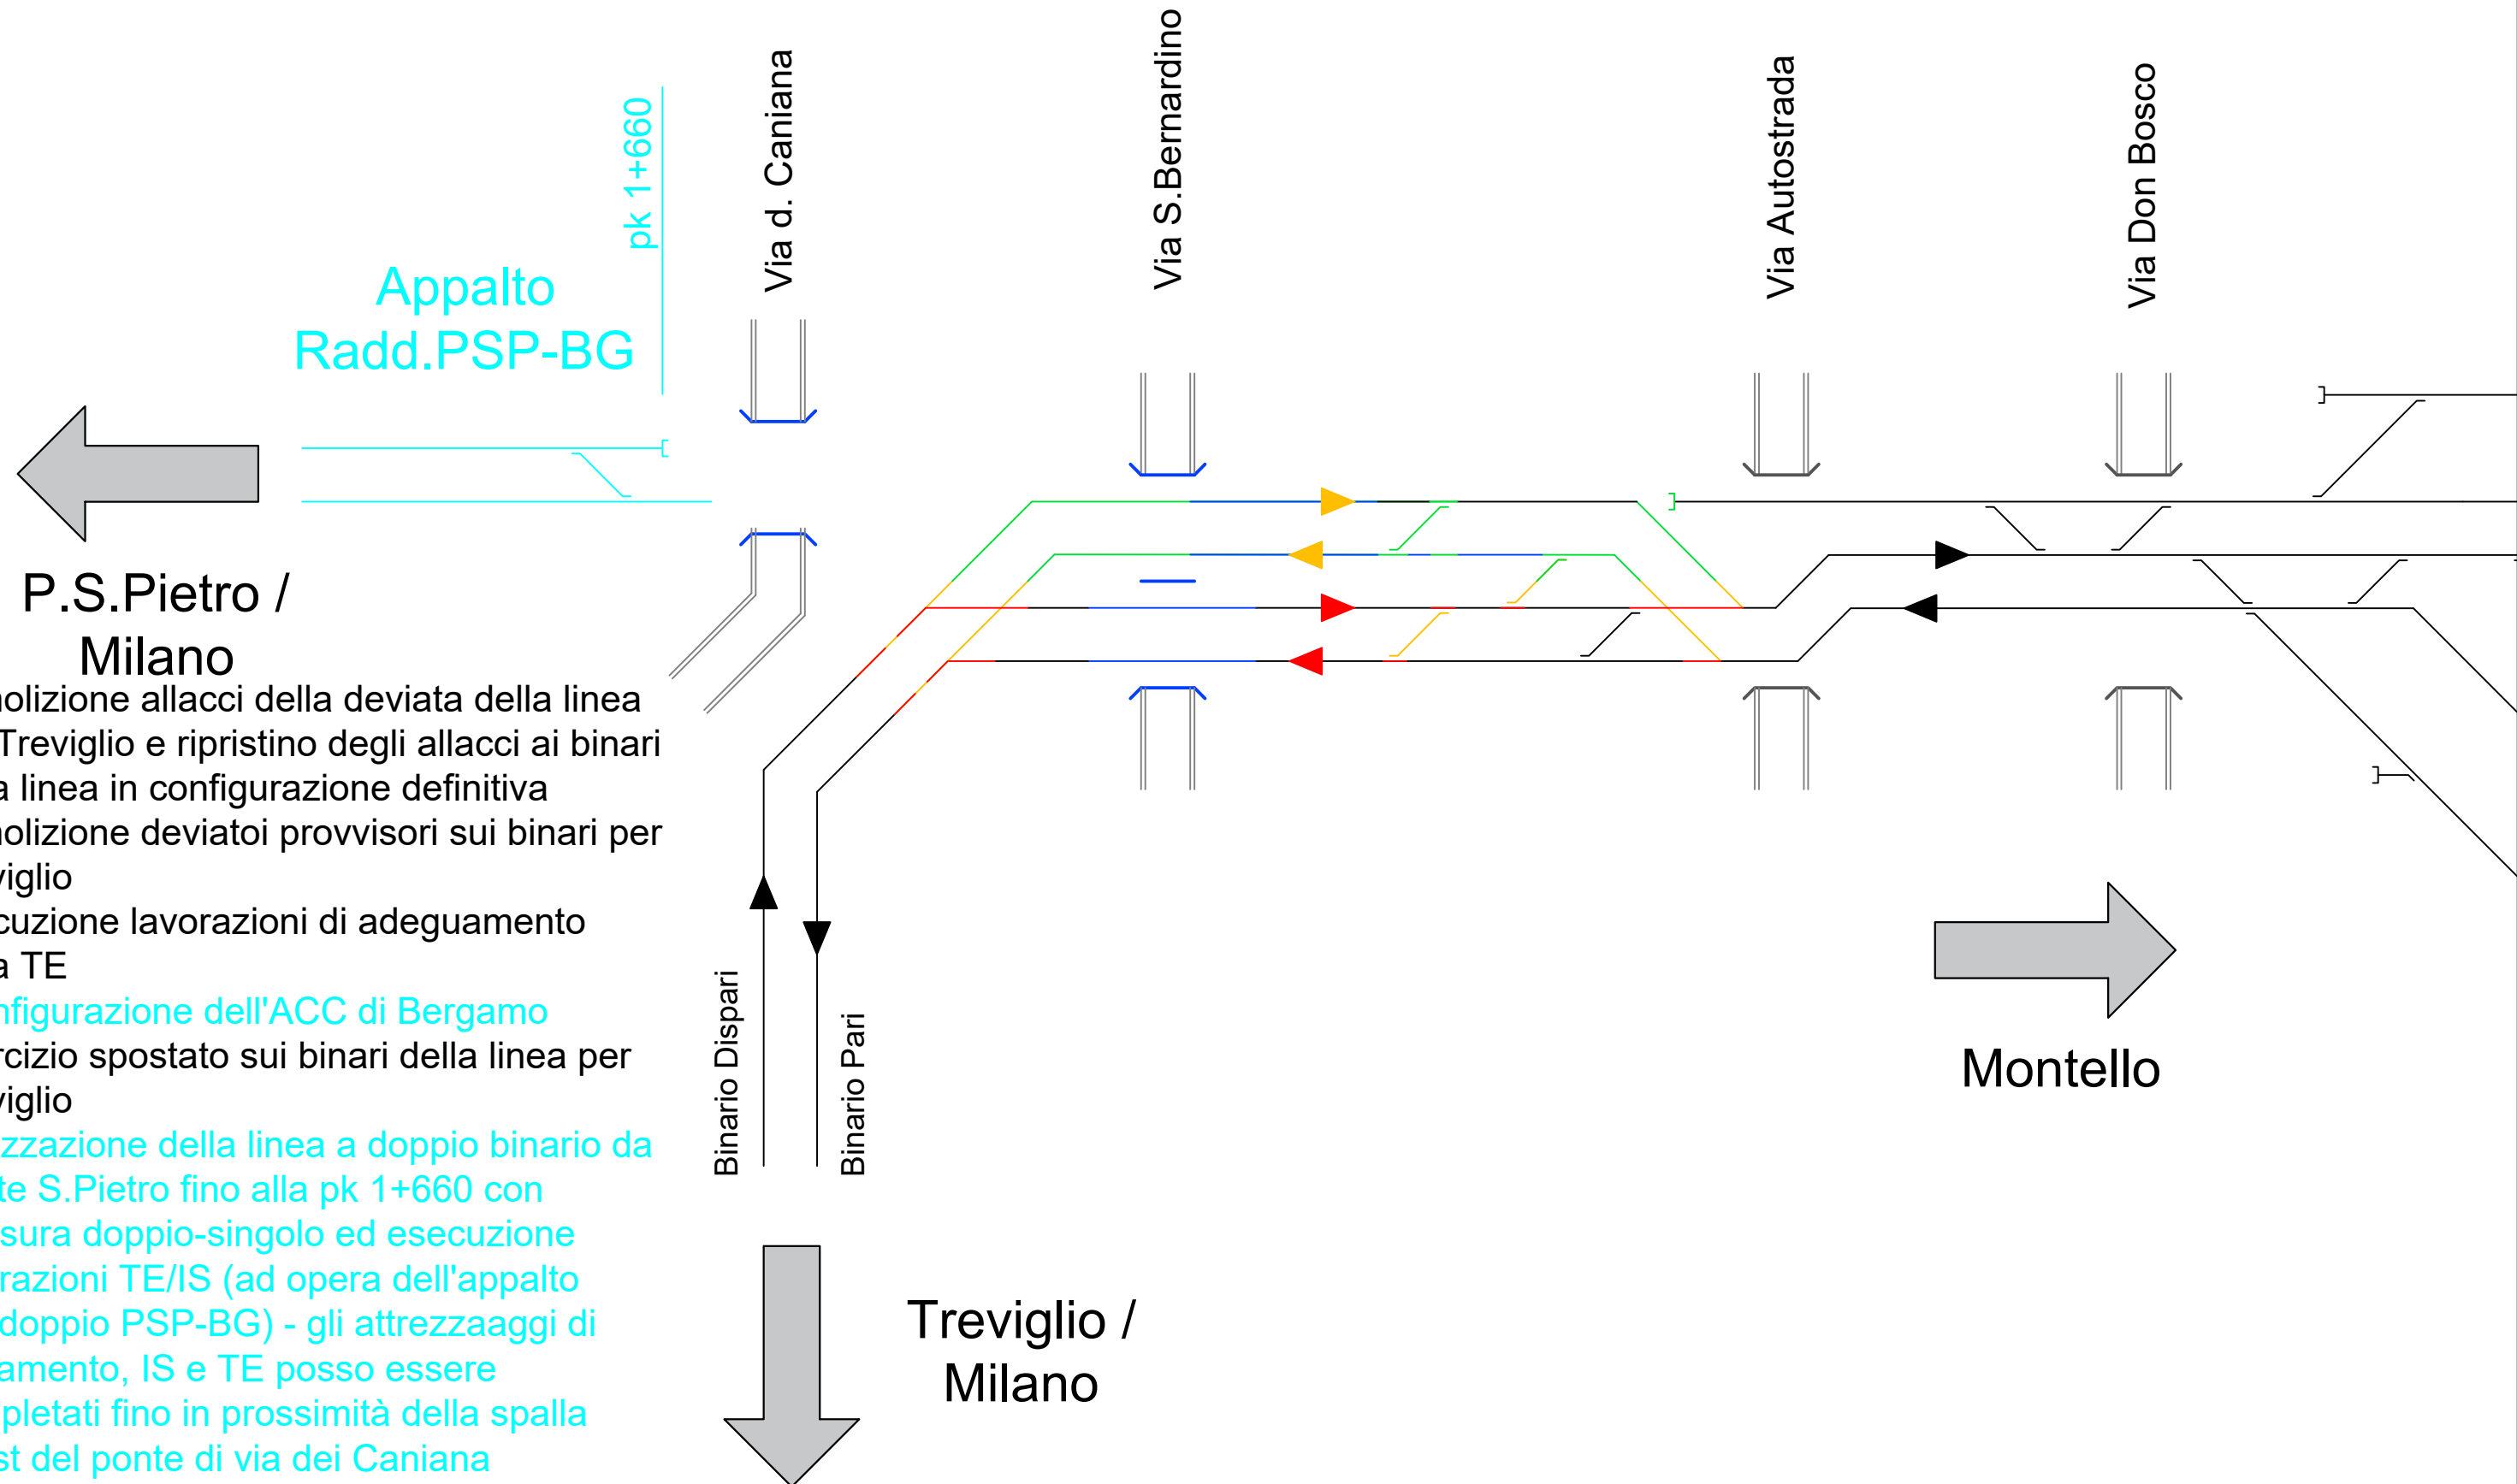 pk 1+660
Via d. Caniana
Via S.Bernardino
Via Autostrada
Via Don Bosco
Appalto
Radd.PSP-BG
P.S.Pietro /
Milano
nolizione allacci della deviata della linea
Treviglio e ripristino degli allacci ai binari
a linea in configurazione definitiva
nolizione deviatoi provvisori sui binari per
viglio
cuzione lavorazioni di adeguamento
a TE
nfigurazione dell'ACC di Bergamo
rcizio spostato sui binari della linea per
viglio
izzazione della linea a doppio binario da
te S.Pietro fino alla pk 1+660 con
sura doppio-singolo ed esecuzione
razioni TE/IS (ad opera dell'appalto
doppio PSP-BG) - gli attrezzaaggi di
amento, IS e TE posso essere
pletati fino in prossimità della spalla
st del ponte di via dei Caniana
Binario Dispari
Binario Pari
Montello
Treviglio /
Milano